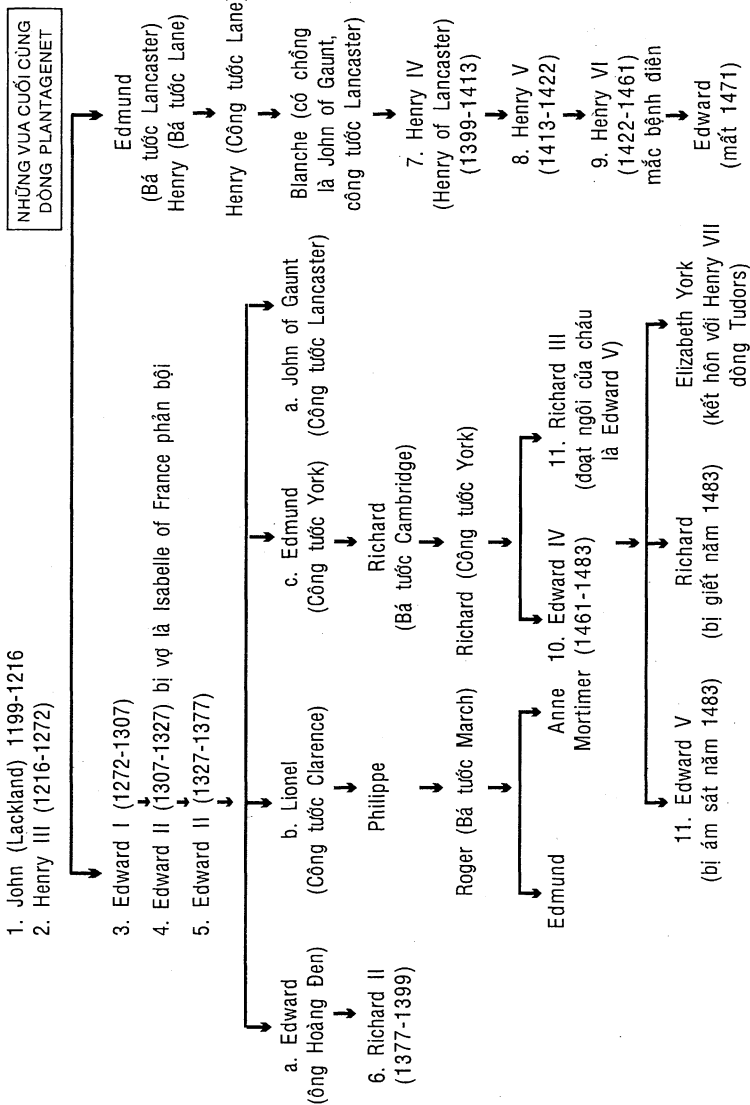 NHỮNG VUA CUỐI CÙNG
DÒNG PLANTAGENET
1. John (Lackland) 1199-1216
2. Henry III (1216-1272)
3. Edward I (1272-1307)
4. Edward II (1307-1327) bị vợ là Isabelle of France phản bội
5. Edward II (1327-1377)
Edmund
(Bá tước Lancaster)
Henry (Bá tước Lane)
Henry (Công tước Lane)
Blanche (có chồng
là John of Gaunt,
công tước Lancaster)
7. Henry IV
(Henry of Lancaster)
(1399-1413)
8. Henry V
(1413-1422)
9. Henry VI
(1422-1461)
mắc bệnh điên
Edward
(mất 1471)
a. Edward
(ông Hoàng Đen)
6. Richard II
(1377-1399)
b. Lionel
(Công tước Clarence)
Philippe
Roger (Bá tước March)
Edmund
Anne
Mortimer
c. Edmund
(Công tước York)
Richard
(Bá tước Cambridge)
Richard (Công tước York)
10. Edward IV
(1461-1483)
11. Richard III
(đoạt ngôi của cháu
là Edward V)
a. John of Gaunt
(Công tước Lancaster)
11. Edward V
(bị ám sát năm 1483)
Richard
(bị giết năm 1483)
Elizabeth York
(kết hôn với Henry VII
dòng Tudors)